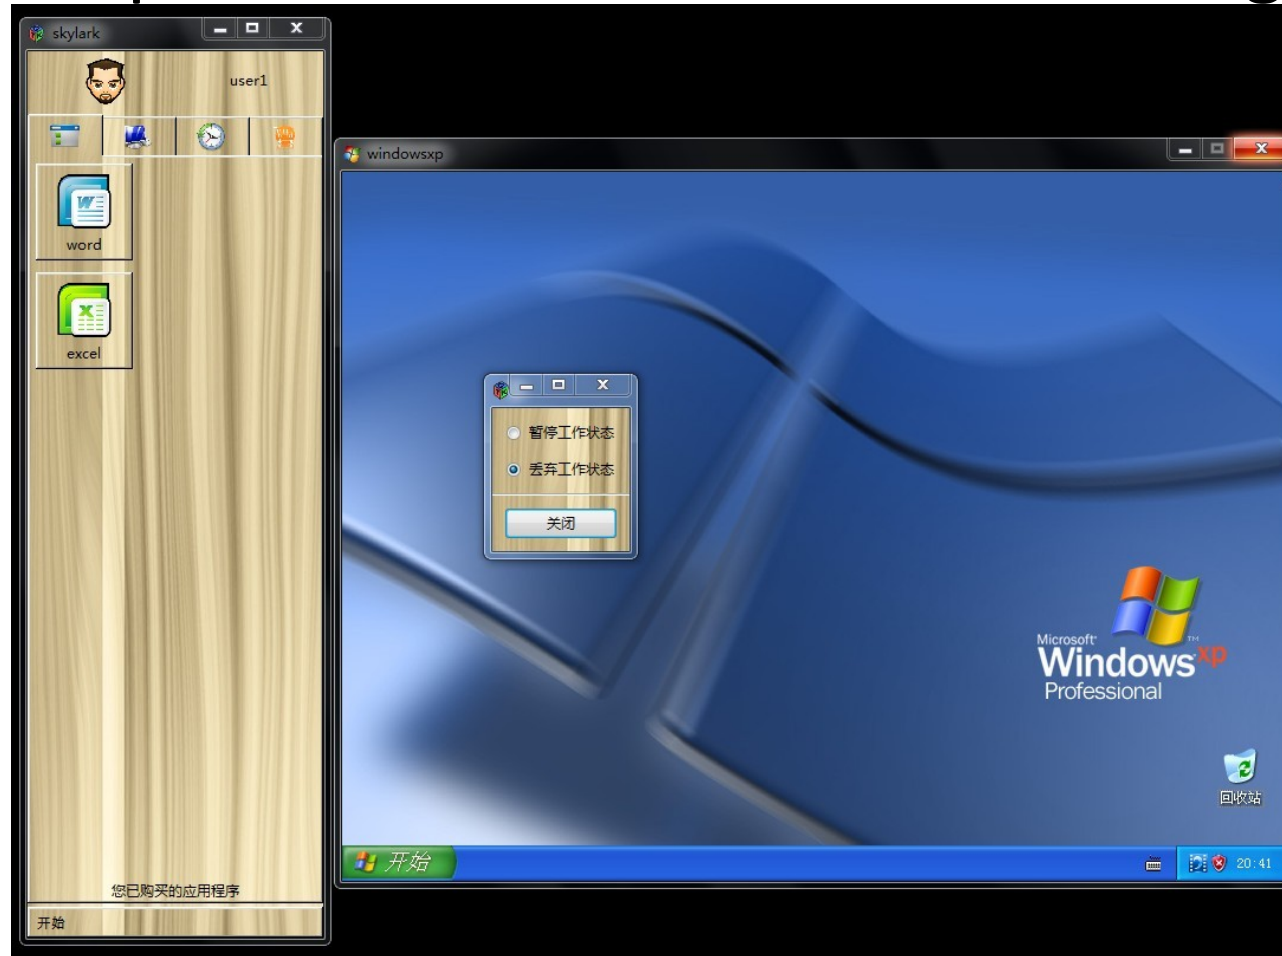 skylark
user1
word
excel
您已购买的应用程序
开始
windowsxp
暂停工作状态
丢弃工作状态
关闭
Microsoft
Windows xp
TM
Professional
回收站
开始
20:41